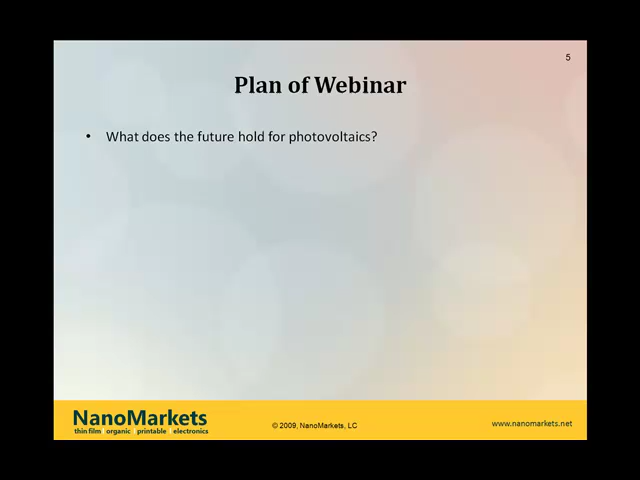 5
Plan of Webinar
• What does the future hold for photovoltaics?
NanoMarkets
thin film | organic | printable | electronics
© 2009, NanoMarkets, LC
www.nanomarkets.net